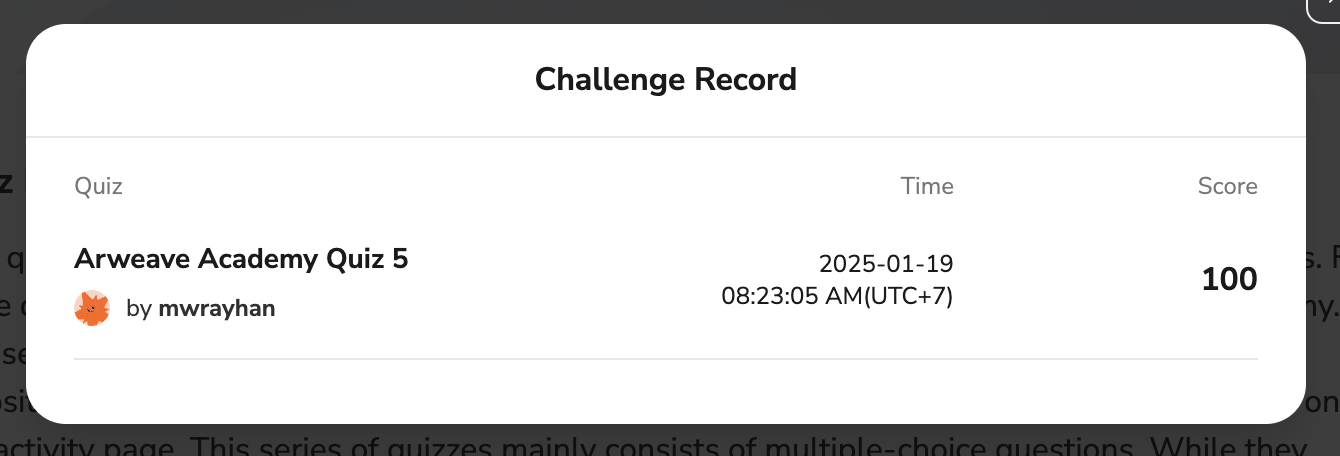 Challenge Record
Quiz Time Score
Arweave Academy Quiz 5
2025-01-19
08:23:05 AM(UTC+7)
100
by mwrayhan
activity page. This series of quizzes mainly consists of multiple-choice questions. While they